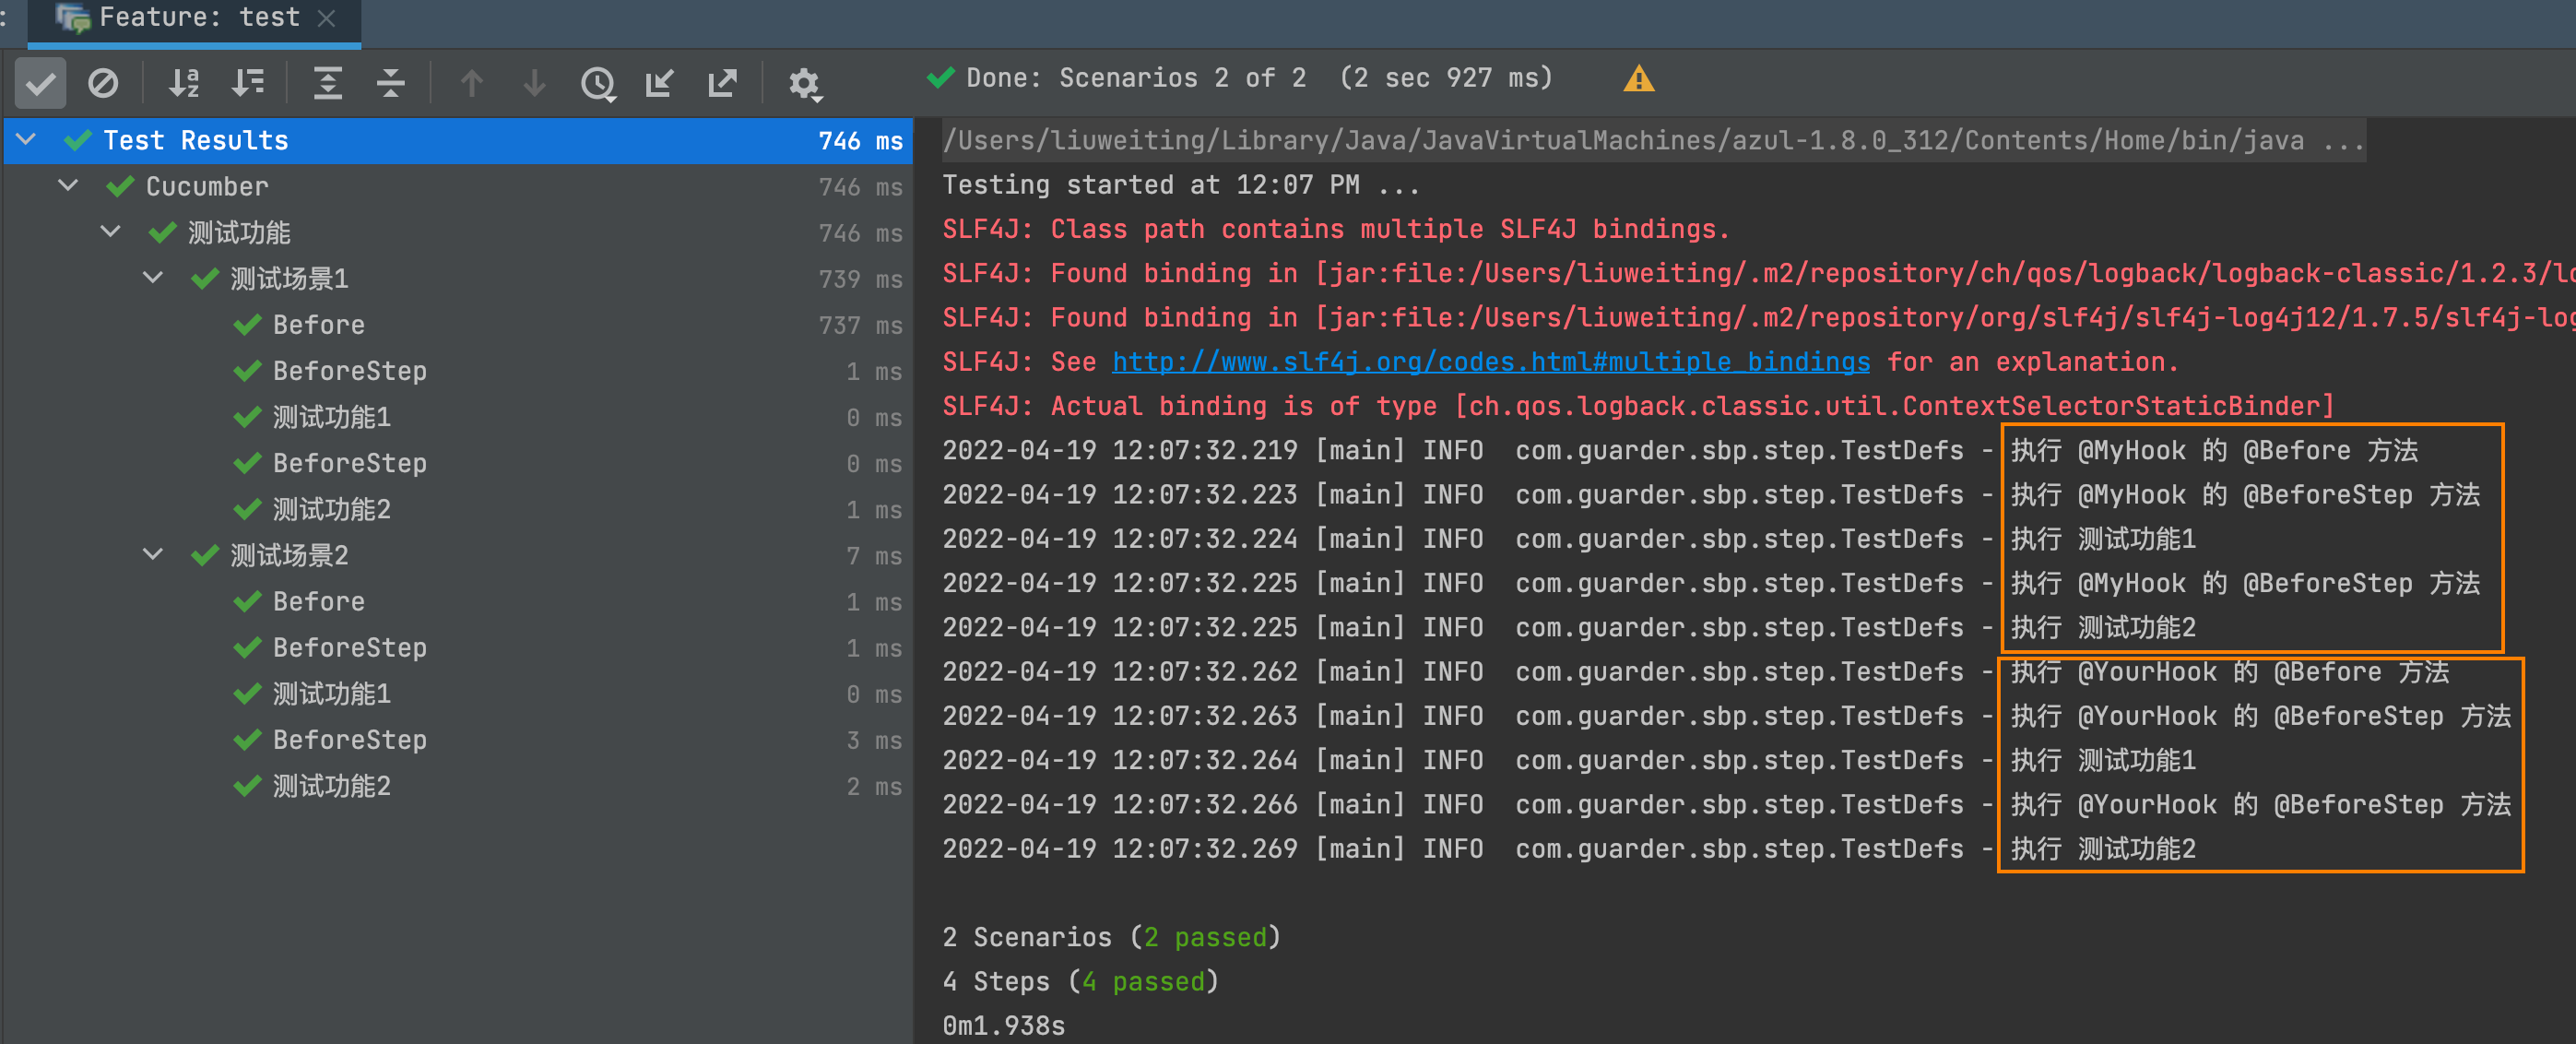 Feature: test
Done: Scenarios 2 of 2 (2 sec 927 ms)
Test Results 746 ms
Cucumber 746 ms
测试功能 746 ms
测试场景1 739 ms
Before 737 ms
BeforeStep 1 ms
测试功能1 0 ms
BeforeStep 0 ms
测试功能2 1 ms
测试场景2 7 ms
Before 1 ms
BeforeStep 1 ms
测试功能1 0 ms
BeforeStep 3 ms
测试功能2 2 ms
/Users/liuweiting/Library/Java/JavaVirtualMachines/azul-1.8.0_312/Contents/Home/bin/java ...
Testing started at 12:07 PM ...
SLF4J: Class path contains multiple SLF4J bindings.
SLF4J: Found binding in [jar:file:/Users/liuweiting/.m2/repository/ch/qos/logback/logback-classic/1.2.3/lo
SLF4J: Found binding in [jar:file:/Users/liuweiting/.m2/repository/org/slf4j/slf4j-log4j12/1.7.5/slf4j-log
SLF4J: See http://www.slf4j.org/codes.html#multiple_bindings for an explanation.
SLF4J: Actual binding is of type [ch.qos.logback.classic.util.ContextSelectorStaticBinder]
2022-04-19 12:07:32.219 [main] INFO  com.guarder.sbp.step.TestDefs - 执行 @MyHook 的 @Before 方法
2022-04-19 12:07:32.223 [main] INFO  com.guarder.sbp.step.TestDefs - 执行 @MyHook 的 @BeforeStep 方法
2022-04-19 12:07:32.224 [main] INFO  com.guarder.sbp.step.TestDefs - 执行 测试功能1
2022-04-19 12:07:32.225 [main] INFO  com.guarder.sbp.step.TestDefs - 执行 @MyHook 的 @BeforeStep 方法
2022-04-19 12:07:32.225 [main] INFO  com.guarder.sbp.step.TestDefs - 执行 测试功能2
2022-04-19 12:07:32.262 [main] INFO  com.guarder.sbp.step.TestDefs - 执行 @YourHook 的 @Before 方法
2022-04-19 12:07:32.263 [main] INFO  com.guarder.sbp.step.TestDefs - 执行 @YourHook 的 @BeforeStep 方法
2022-04-19 12:07:32.264 [main] INFO  com.guarder.sbp.step.TestDefs - 执行 测试功能1
2022-04-19 12:07:32.266 [main] INFO  com.guarder.sbp.step.TestDefs - 执行 @YourHook 的 @BeforeStep 方法
2022-04-19 12:07:32.269 [main] INFO  com.guarder.sbp.step.TestDefs - 执行 测试功能2
2 Scenarios (2 passed)
4 Steps (4 passed)
0m1.938s